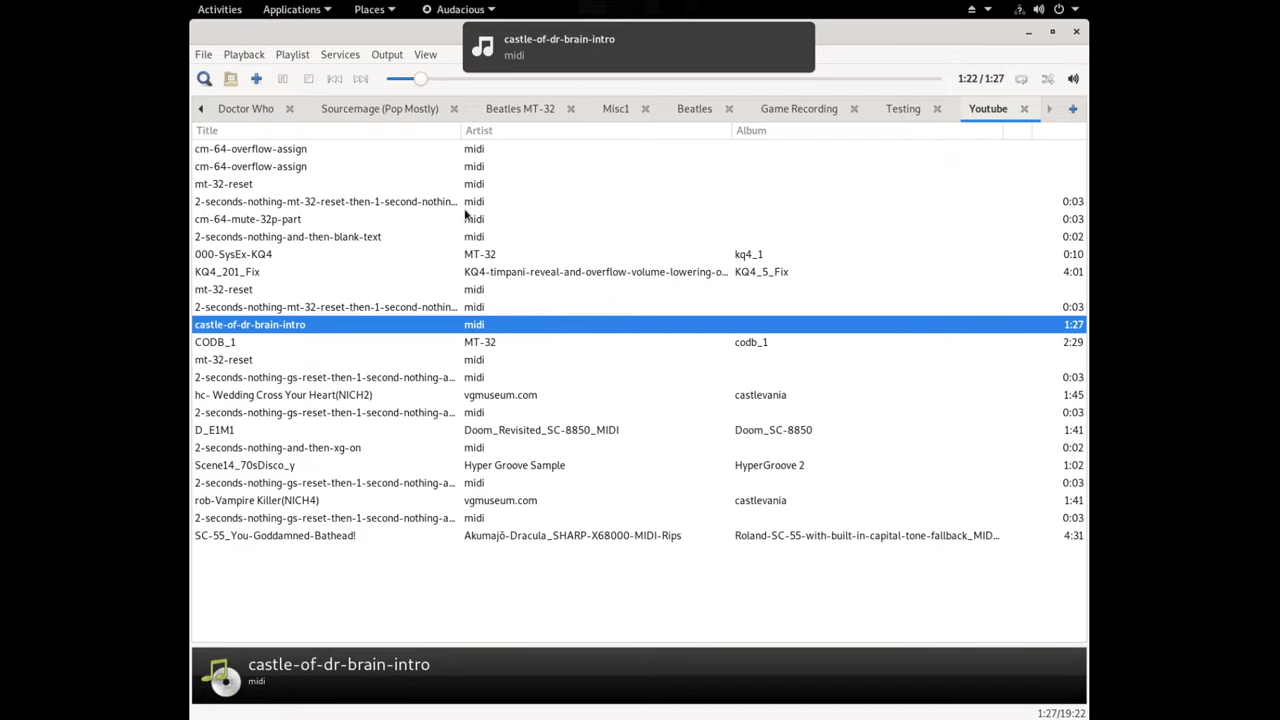 Activities Applications Places Audacious
castle-of-dr-brain-intro
midi
File Playback Playlist Services Output View
1:22 / 1:27
Doctor Who Sourcemage (Pop Mostly) Beatles MT-32 Misc1 Beatles Game Recording Testing Youtube
Title Artist Album
cm-64-overflow-assign midi
cm-64-overflow-assign midi
mt-32-reset midi
2-seconds-nothing-mt-32-reset-then-1-second-nothin... midi 0:03
cm-64-mute-32p-part midi 0:03
2-seconds-nothing-and-then-blank-text midi 0:02
000-SysEx-KQ4 MT-32 kq4_1 0:10
KQ4_201_Fix KQ4-timpani-reveal-and-overflow-volume-lowering-o... KQ4_5_Fix 4:01
mt-32-reset midi
2-seconds-nothing-mt-32-reset-then-1-second-nothin... midi 0:03
castle-of-dr-brain-intro midi 1:27
CODB_1 MT-32 codb_1 2:29
mt-32-reset midi
2-seconds-nothing-gs-reset-then-1-second-nothing-a... midi 0:03
hc- Wedding Cross Your Heart(NICH2) vgmuseum.com castlevania 1:45
2-seconds-nothing-gs-reset-then-1-second-nothing-a... midi 0:03
D_E1M1 Doom_Revisited_SC-8850_MIDI Doom_SC-8850 1:41
2-seconds-nothing-and-then-xg-on midi 0:02
Scene14_70sDisco_y Hyper Groove Sample HyperGroove 2 1:02
2-seconds-nothing-gs-reset-then-1-second-nothing-a... midi 0:03
rob-Vampire Killer(NICH4) vgmuseum.com castlevania 1:41
2-seconds-nothing-gs-reset-then-1-second-nothing-a... midi 0:03
SC-55_You-Goddamned-Bathead! Akumajō-Dracula_SHARP-X68000-MIDI-Rips Roland-SC-55-with-built-in-capital-tone-fallback_MID... 4:31
castle-of-dr-brain-intro
midi
1:27/19:22